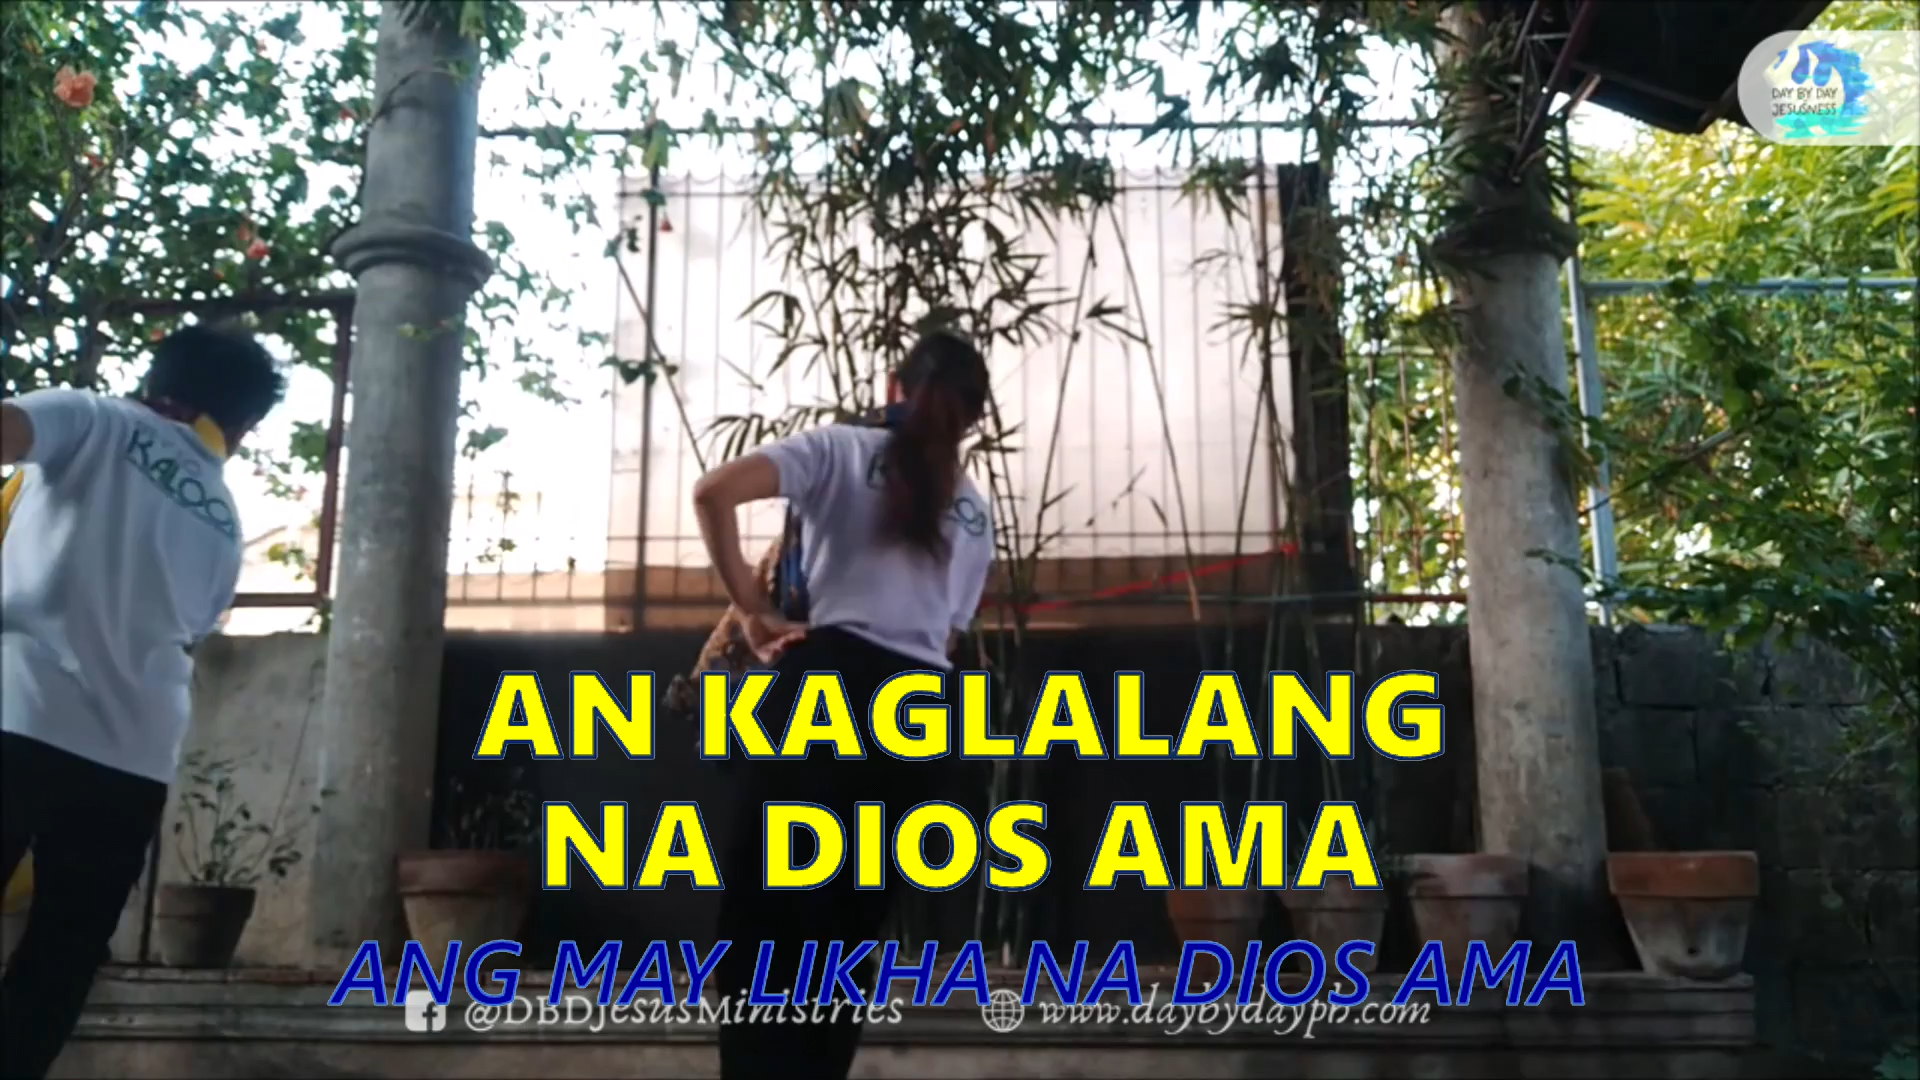 DAY BY DAY
JESUSNESS
KALOOB
AN KAGLALANG
NA DIOS AMA
ANG MAY LIKHA NA DIOS AMA
@DBDJesusMinistries www.daybydayph.com